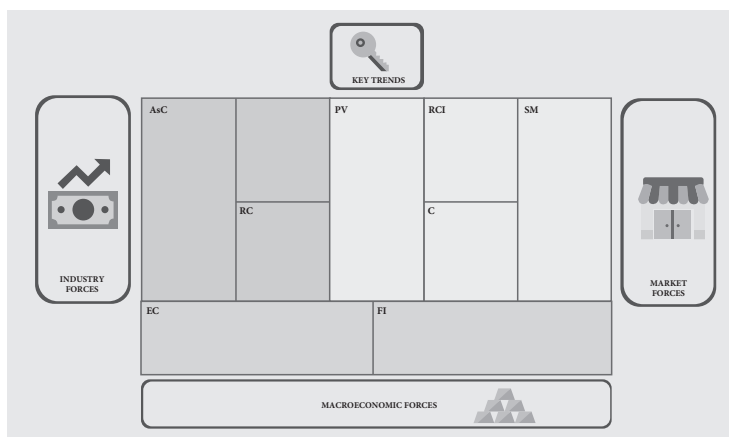 KEY TRENDS
AsC
PV
RCI
SM
RC
C
INDUSTRY
FORCES
MARKET
FORCES
EC
FI
MACROECONOMIC FORCES